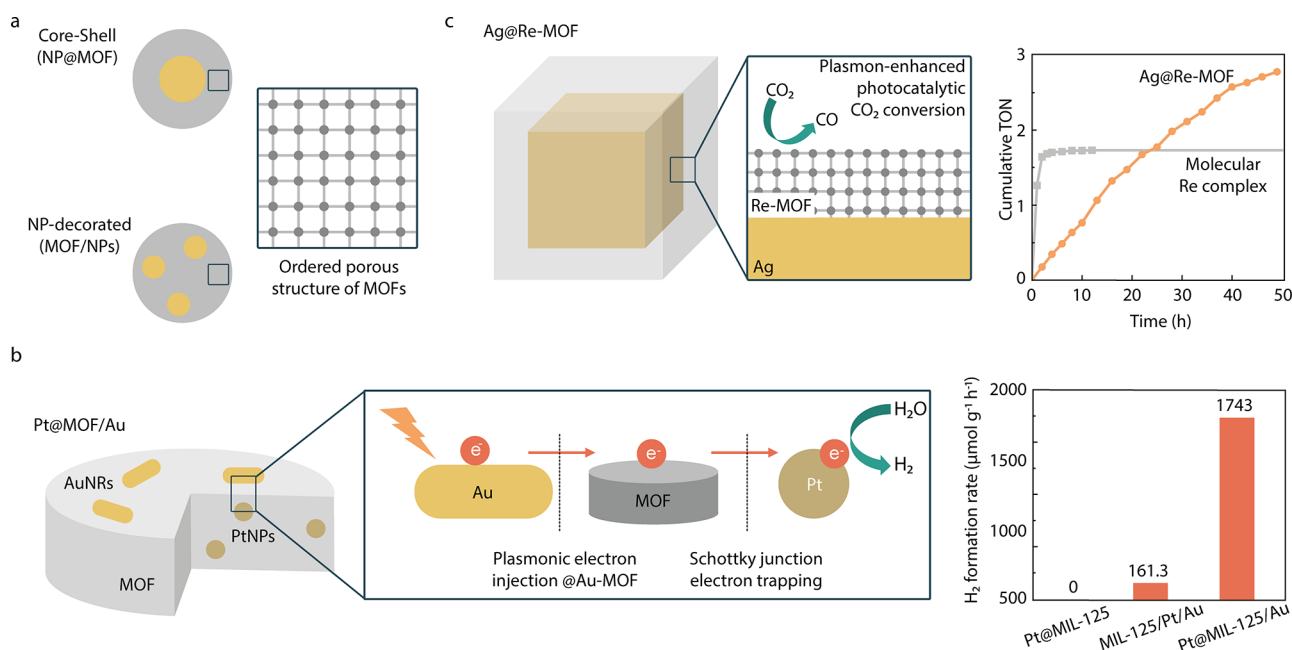 a
Core-Shell
(NP@MOF)
NP-decorated
(MOF/NPs)
Ordered porous
structure of MOFs
c
Ag@Re-MOF
Plasmon-enhanced
photocatalytic
CO₂ conversion
CO₂
CO
Re-MOF
Ag
Cumulative TON
3
2
1
0
Ag@Re-MOF
Molecular
Re complex
0
10
20
30
40
50
Time (h)
b
Pt@MOF/Au
AuNRs
PtNPs
MOF
e⁻
Au
e⁻
MOF
e⁻
Pt
H₂O
H₂
Plasmonic electron
injection @Au-MOF
Schottky junction
electron trapping
H₂ formation rate (μmol g⁻¹ h⁻¹)
2000
1800
1500
1000
500
0
161.3
1743
Pt@MIL-125
MIL-125/Pt/Au
Pt@MIL-125/Au